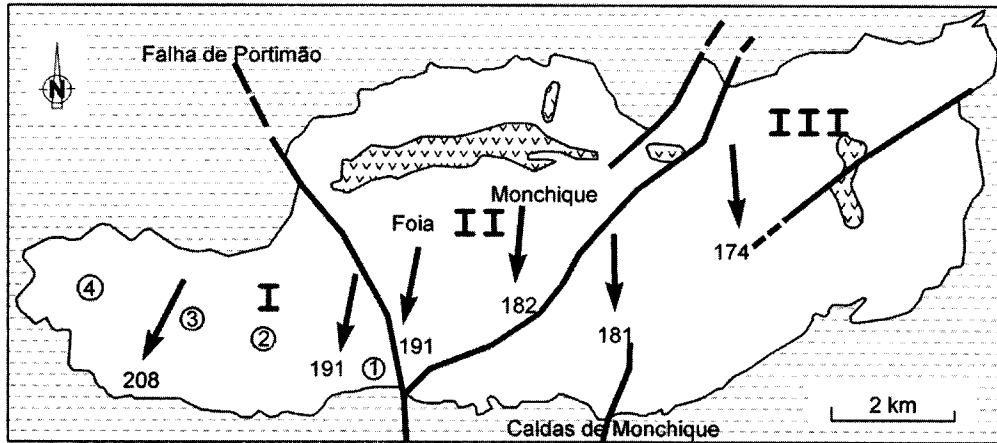 Falha de Portimão
N
III
Monchique
Foia
II
174
4
I
3
2
182
191
181
208
191
1
2 km
Caldas de Monchique